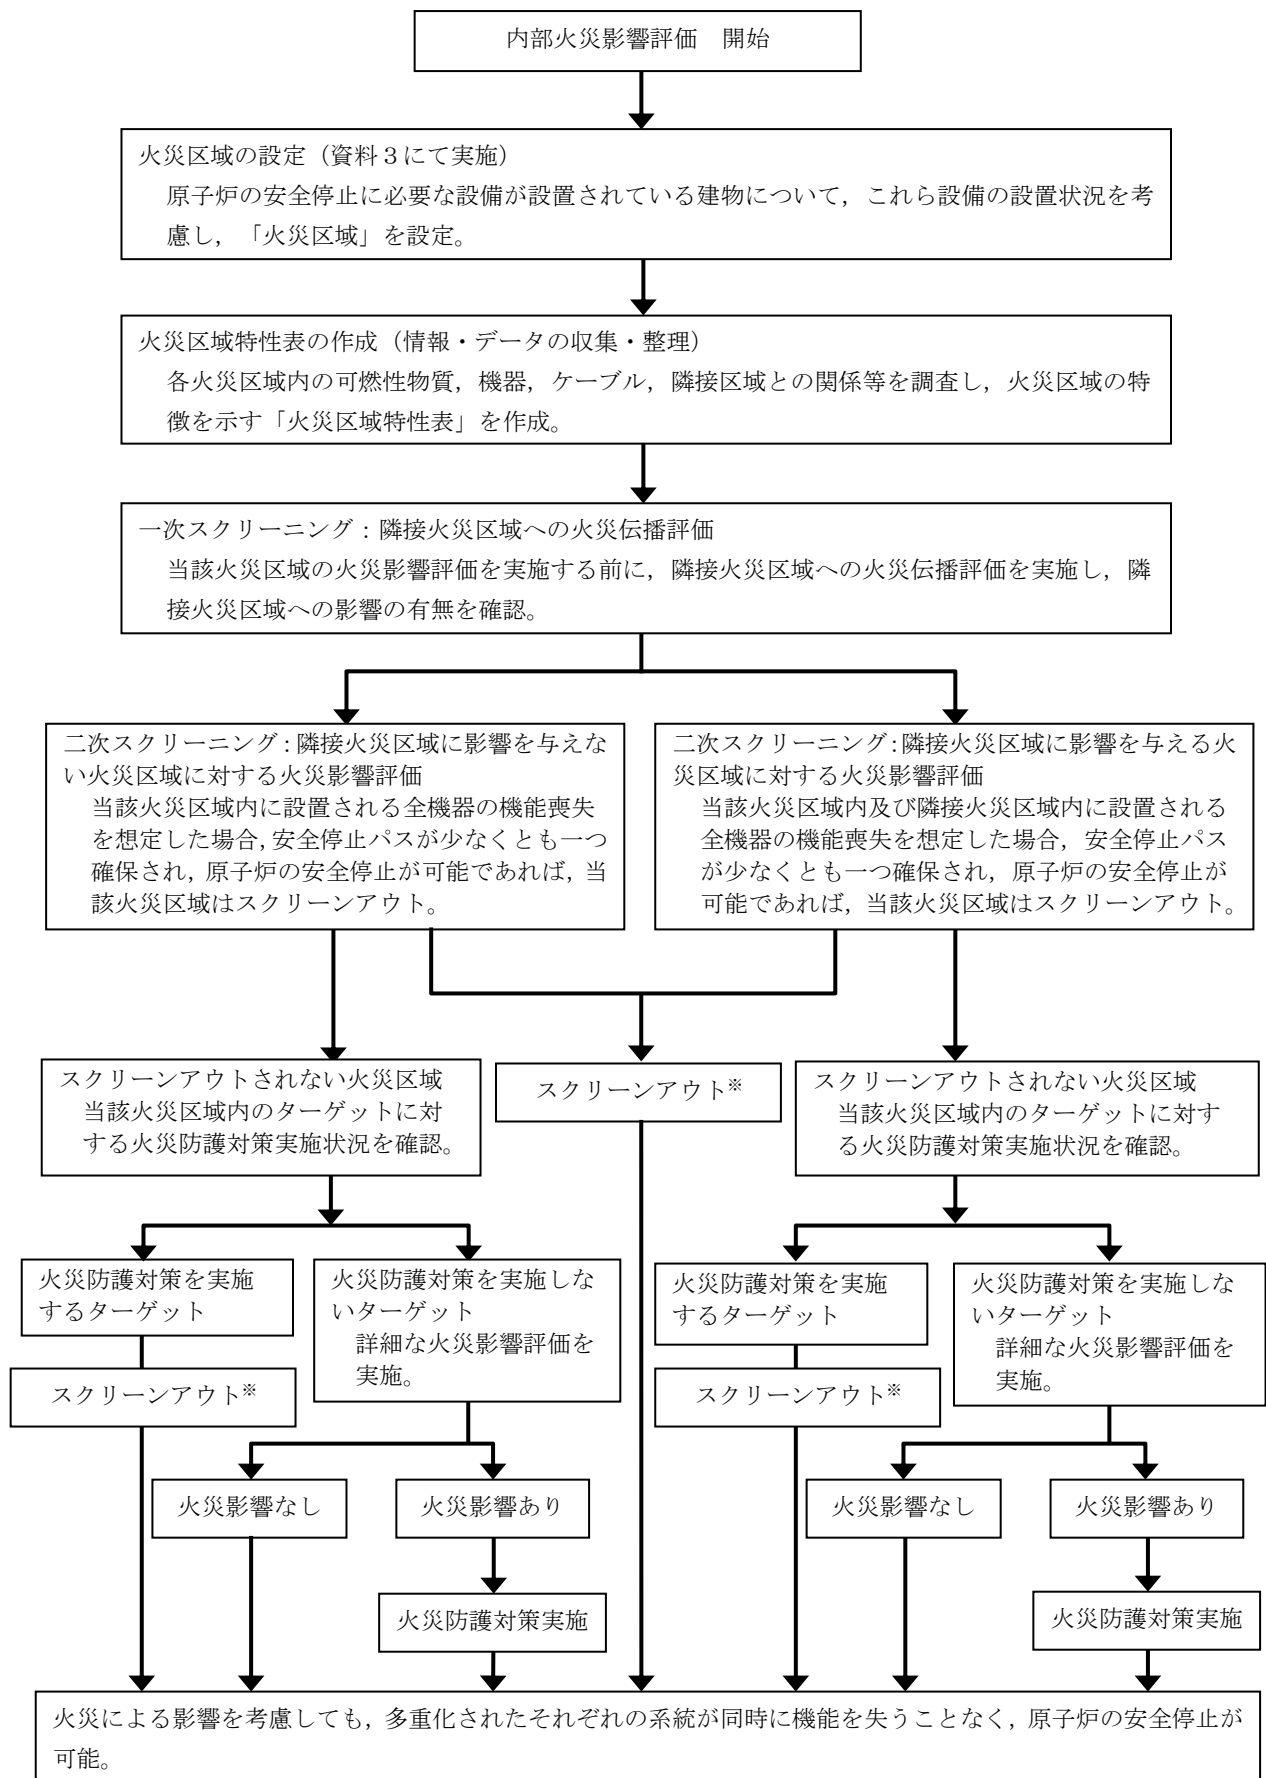 内部火災影響評価　開始
火災区域の設定（資料３にて実施）
原子炉の安全停止に必要な設備が設置されている建物について，これら設備の設置状況を考
慮し，「火災区域」を設定。
火災区域特性表の作成（情報・データの収集・整理）
各火災区域内の可燃性物質，機器，ケーブル，隣接区域との関係等を調査し，火災区域の特
徴を示す「火災区域特性表」を作成。
一次スクリーニング：隣接火災区域への火災伝播評価
当該火災区域の火災影響評価を実施する前に，隣接火災区域への火災伝播評価を実施し，隣
接火災区域への影響の有無を確認。
二次スクリーニング：隣接火災区域に影響を与えな
い火災区域に対する火災影響評価
当該火災区域内に設置される全機器の機能喪失
を想定した場合，安全停止パスが少なくとも一つ
確保され，原子炉の安全停止が可能であれば，当
該火災区域はスクリーンアウト。
二次スクリーニング：隣接火災区域に影響を与える火
災区域に対する火災影響評価
当該火災区域内及び隣接火災区域内に設置される
全機器の機能喪失を想定した場合，安全停止パス
が少なくとも一つ確保され，原子炉の安全停止が
可能であれば，当該火災区域はスクリーンアウト。
スクリーンアウトされない火災区域
当該火災区域内のターゲットに対
する火災防護対策実施状況を確認。
スクリーンアウト※
スクリーンアウトされない火災区域
当該火災区域内のターゲットに対す
る火災防護対策実施状況を確認。
火災防護対策を実施
するターゲット
火災防護対策を実施しな
いターゲット
詳細な火災影響評価を
実施。
火災防護対策を実施
するターゲット
火災防護対策を実施しな
いターゲット
詳細な火災影響評価を
実施。
スクリーンアウト※
スクリーンアウト※
火災影響なし
火災影響あり
火災影響なし
火災影響あり
火災防護対策実施
火災防護対策実施
火災による影響を考慮しても，多重化されたそれぞれの系統が同時に機能を失うことなく，原子炉の安全停止が
可能。